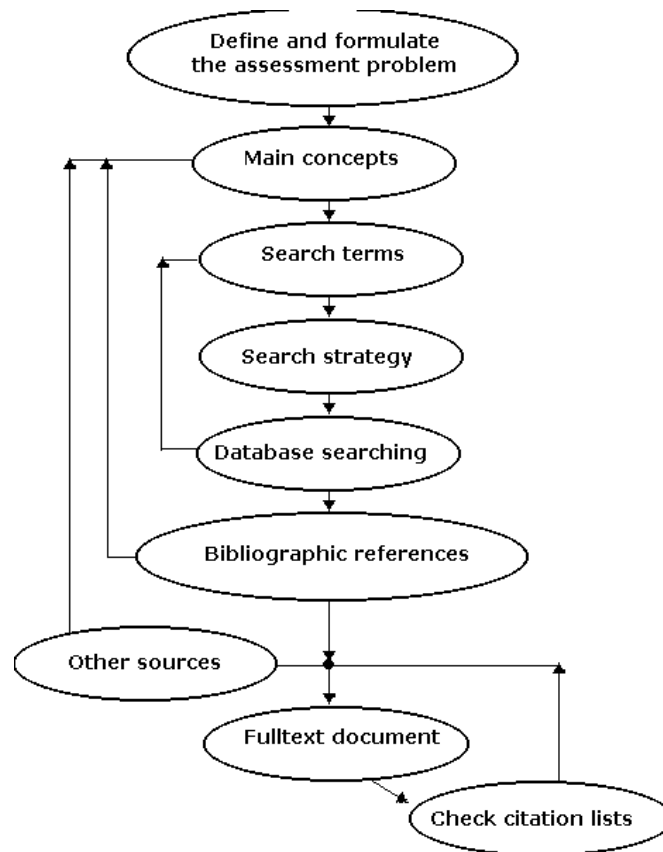 Define and formulate
the assessment problem
Main concepts
Search terms
Search strategy
Database searching
Bibliographic references
Other sources
Fulltext document
Check citation lists